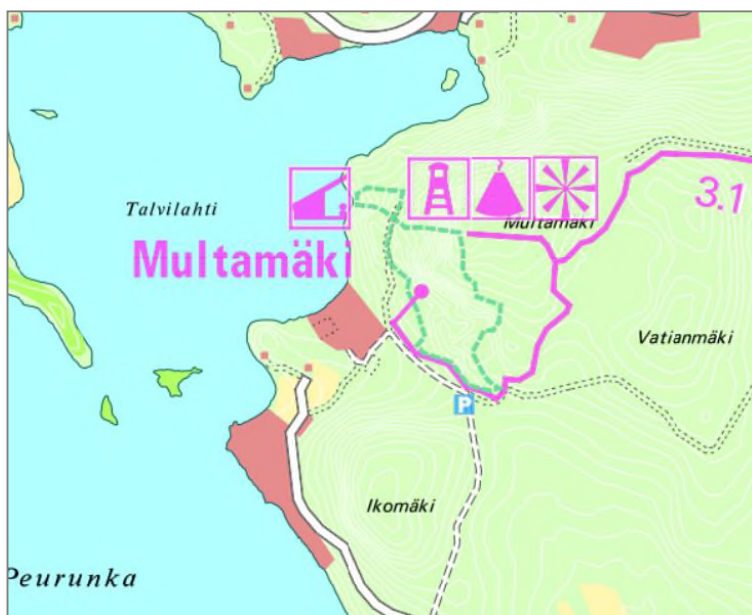 3.1
Talvilahti
Multamäki
Multamäki
Vatianmäki
P
Ikomäki
Peurunka